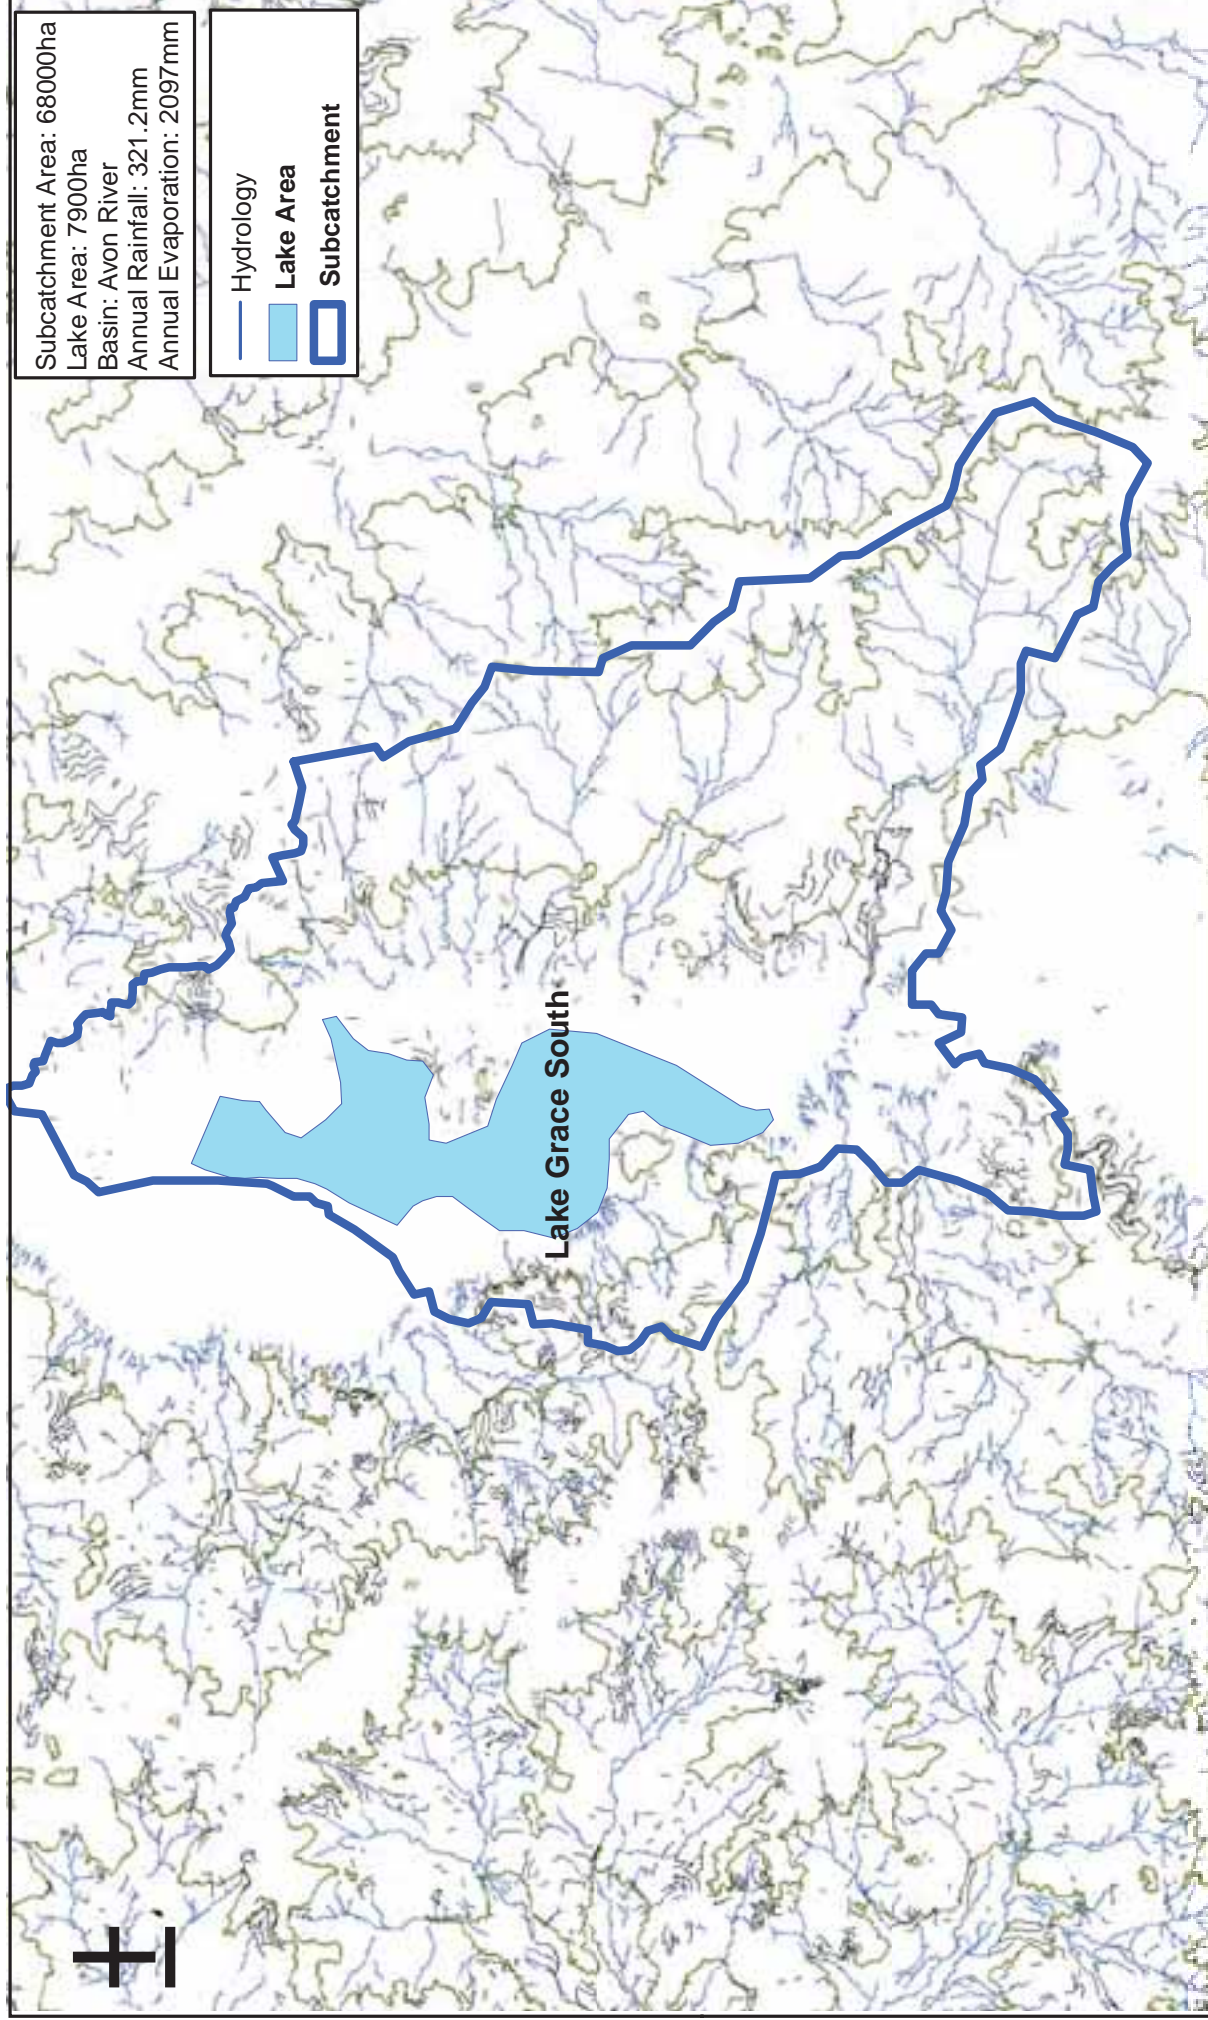 Subcatchment Area: 68000ha
Lake Area: 7900ha
Basin: Avon River
Annual Rainfall: 321.2mm
Annual Evaporation: 2097mm
Hydrology
Lake Area
Subcatchment
Lake Grace South